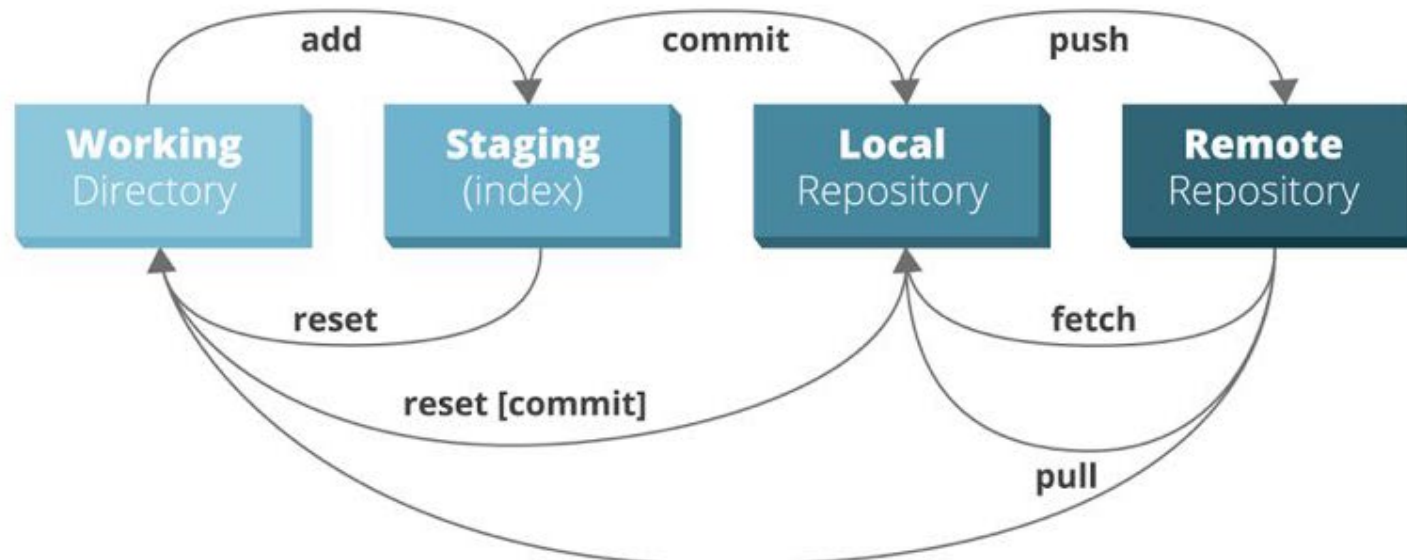 add
commit
push
Working
Directory
Staging
(index)
Local
Repository
Remote
Repository
reset
fetch
reset [commit]
pull